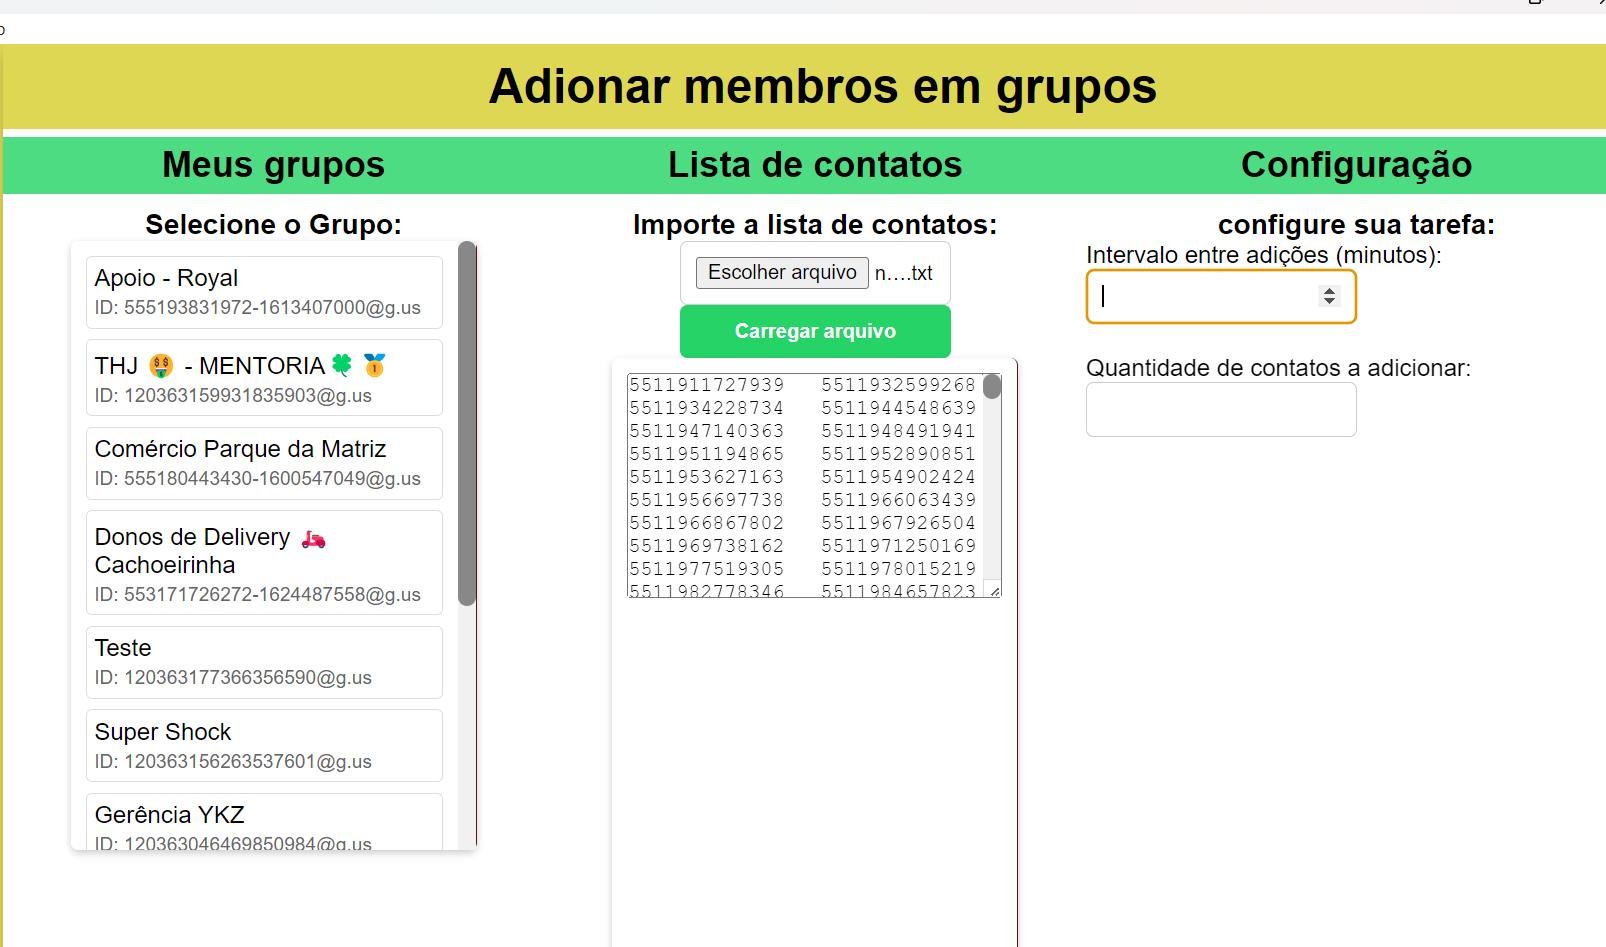 Adionar membros em grupos
Meus grupos
Lista de contatos
Configuração
Selecione o Grupo:
Apoio - Royal
ID: 555193831972-1613407000@g.us
THJ 🤑 - MENTORIA🍀 🥇
ID: 120363159931835903@g.us
Comércio Parque da Matriz
ID: 555180443430-1600547049@g.us
Donos de Delivery 🛵
Cachoeirinha
ID: 553171726272-1624487558@g.us
Teste
ID: 120363177366356590@g.us
Super Shock
ID: 120363156263537601@g.us
Gerência YKZ
ID: 120363046469850984@g.us
Importe a lista de contatos:
Escolher arquivo n....txt
Carregar arquivo
5511911727939 5511932599268
5511934228734 5511944548639
5511947140363 5511948491941
5511951194865 5511952890851
5511953627163 5511954902424
5511956697738 5511966063439
5511966867802 5511967926504
5511969738162 5511971250169
5511977519305 5511978015219
5511982778346 5511984657823
configure sua tarefa:
Intervalo entre adições (minutos):
Quantidade de contatos a adicionar: